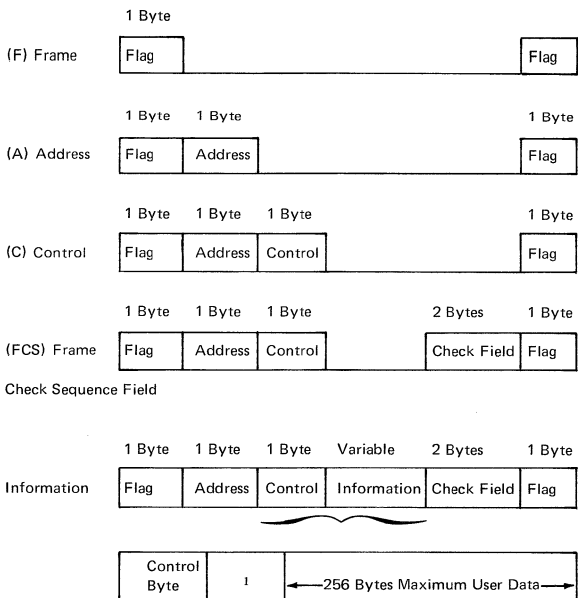 1 Byte
(F) Frame Flag Flag
1 Byte 1 Byte 1 Byte
(A) Address Flag Address Flag
1 Byte 1 Byte 1 Byte 1 Byte
(C) Control Flag Address Control Flag
1 Byte 1 Byte 1 Byte 2 Bytes 1 Byte
(FCS) Frame Flag Address Control Check Field Flag
Check Sequence Field
1 Byte 1 Byte 1 Byte Variable 2 Bytes 1 Byte
Information Flag Address Control Information Check Field Flag
Control
Byte 1 256 Bytes Maximum User Data